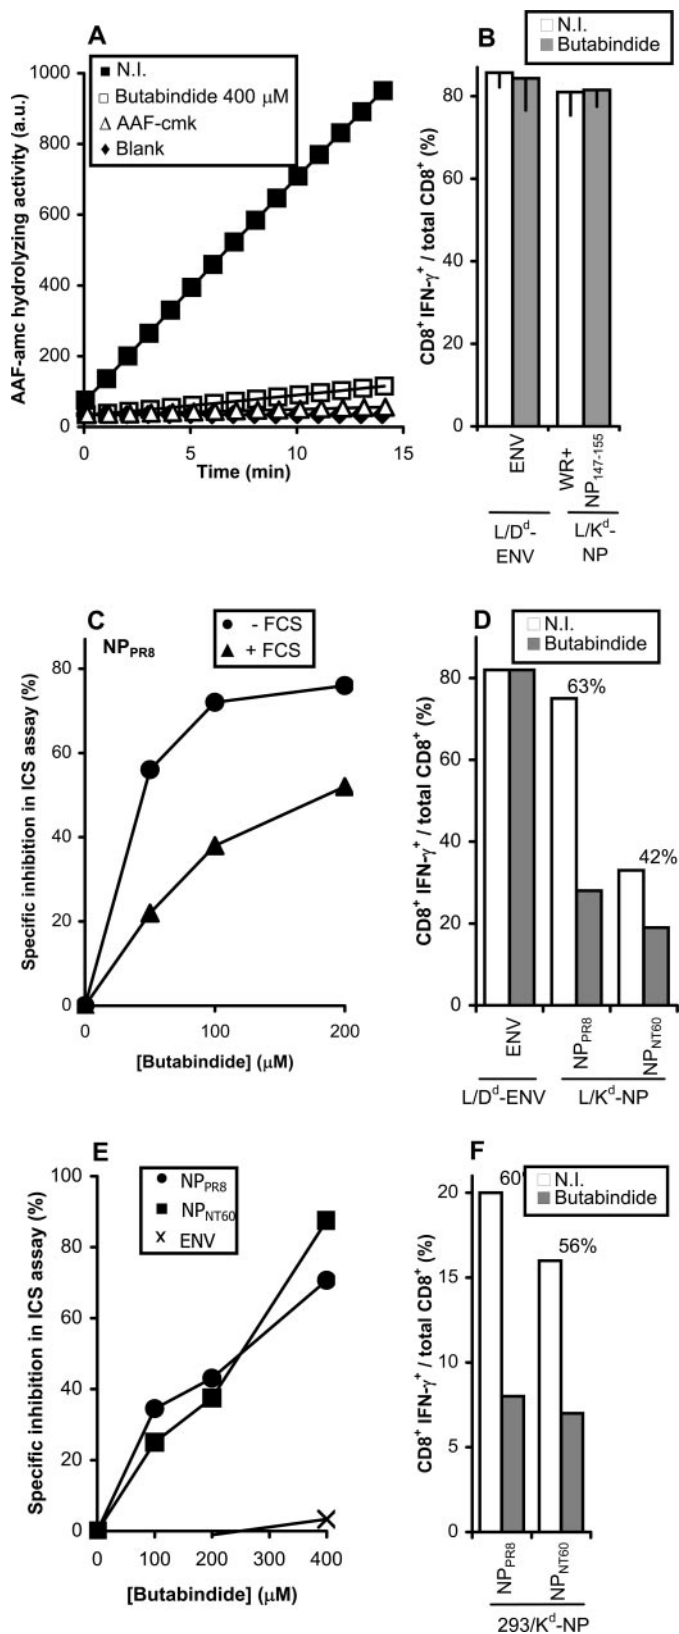 A
N.I.
Butabindide 400 μM
AAF-cmk
Blank
AAF-amc hydrolyzing activity (a.u.)
1000
800
600
400
200
0
0 5 10 15
Time (min)
B
N.I.
Butabindide
CD8+ IFN-γ+ / total CD8+ (%)
80
60
40
20
0
ENV
WR+
NP147-155
L/Dd-
ENV
L/Kd-
NP
C
NPPR8
- FCS
+ FCS
Specific inhibition in ICS assay (%)
80
60
40
20
0
0 100 200
[Butabindide] (μM)
D
N.I.
Butabindide
CD8+ IFN-γ+ / total CD8+ (%)
80
60
40
20
0
63%
42%
ENV
NPPR8
NPNT60
L/Dd-ENV
L/Kd-NP
E
NPPR8
NPNT60
ENV
Specific inhibition in ICS assay (%)
100
80
60
40
20
0
0 100 200 300 400
[Butabindide] (μM)
F
N.I.
Butabindide
CD8+ IFN-γ+ / total CD8+ (%)
20
15
10
5
0
60
56%
NPPR8
NPNT60
293/Kd-NP